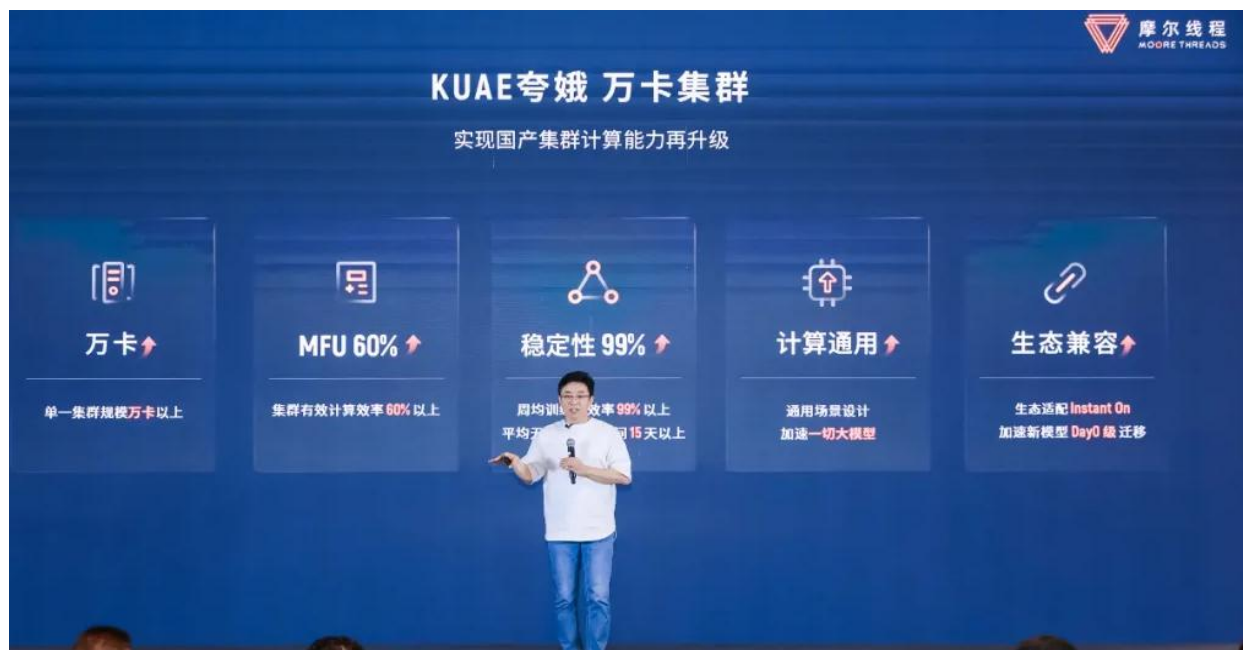 摩尔线程
MOORE THREADS
KUAE夸娥 万卡集群
实现国产集群计算能力再升级
万卡
单一集群规模万卡以上
MFU 60%
集群有效计算效率 60% 以上
稳定性 99%
周均训 效率 99% 以上
平均无 15 天以上
计算通用
通用场景设计
加速一切大模型
生态兼容
生态适配 Instant On
加速新模型 Day0 级 迁移